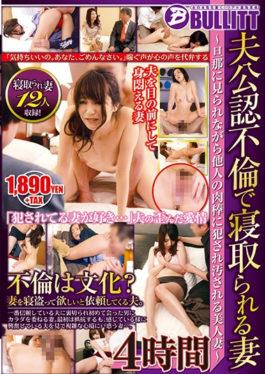 BULLITT
夫公認不倫で寝取られる妻
～旦那に見られながら他人の肉棒に犯され汚される美人妻～
「気持ちいいの。あなた、ごめんなさい。」喘ぐ声が心の声を代弁する
寝取られ妻
12人
収録!
夫を目の前にして
身悶える妻
1,890YEN
+TAX
「犯されてる妻が好き…」夫の歪んだ愛情
不倫は文化?
妻を寝盗って欲しいと依頼してくる夫。
4時間